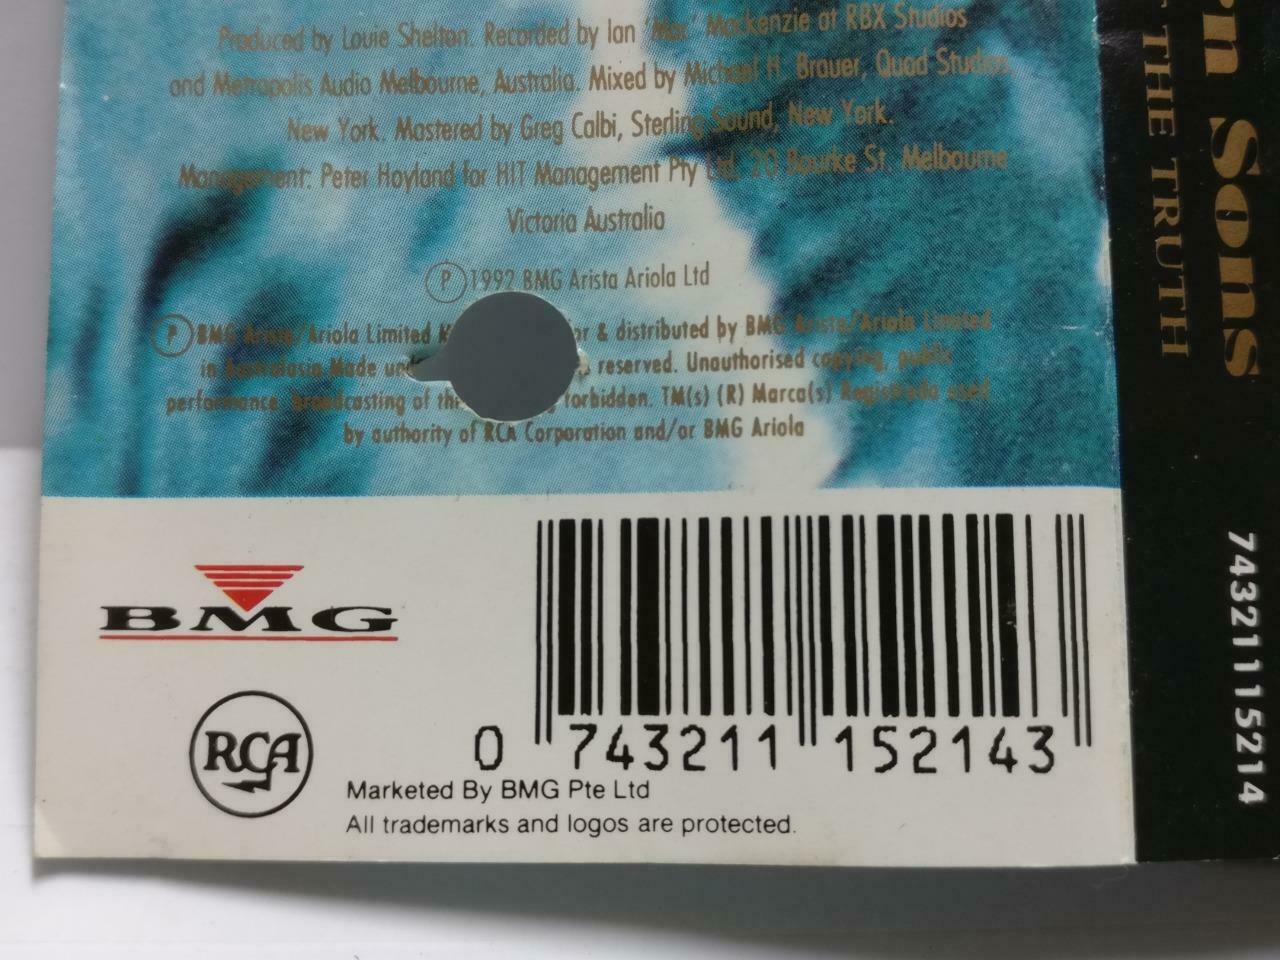 Produced by Louie Shelton. Recorded by Ian 'Mac' Mackenzie at RBX Studios
and Metropolis Audio Melbourne, Australia. Mixed by Michael H. Brauer, Quad Studios,
New York. Mastered by Greg Calbi, Sterling Sound, New York.
Management: Peter Hoyland for HIT Management Pty Ltd. 20 Bourke St. Melbourne
Victoria Australia
Ⓟ 1992 BMG Arista Ariola Ltd
Ⓟ BMG Arista/Ariola Limited or & distributed by BMG Arista/Ariola Limited
in Australasia Made reserved. Unauthorised copying, public
performance broadcasting of forbidden. TM(s) (R) Marca(s) Registrada used
by authority of RCA Corporation and/or BMG Ariola
BMG
RCA
0 743211 152143
Marketed By BMG Pte Ltd
All trademarks and logos are protected.
Sons
THE TRUTH
743211115214